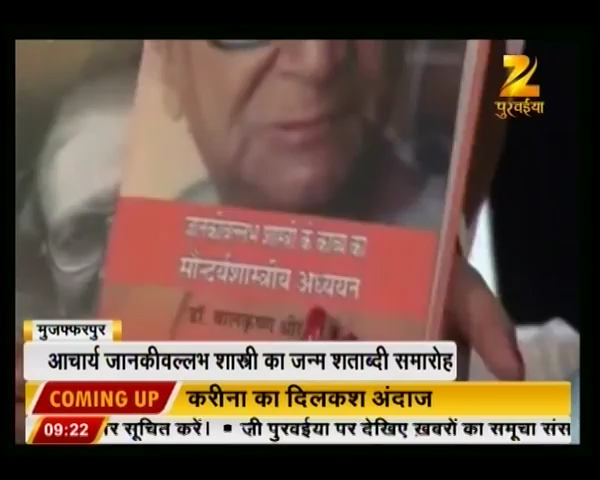 पुरवईया
जानकीवल्लभ शास्त्री के काव्य का
सौन्दर्यशास्त्रीय अध्ययन
डॉ. बालकृष्ण
मुजफ्फरपुर
आचार्य जानकीवल्लभ शास्त्री का जन्म शताब्दी समारोह
COMING UP करीना का दिलकश अंदाज
09:22 सूचित करें। ▪ ज़ी पुरवईया पर देखिए ख़बरों का समूचा